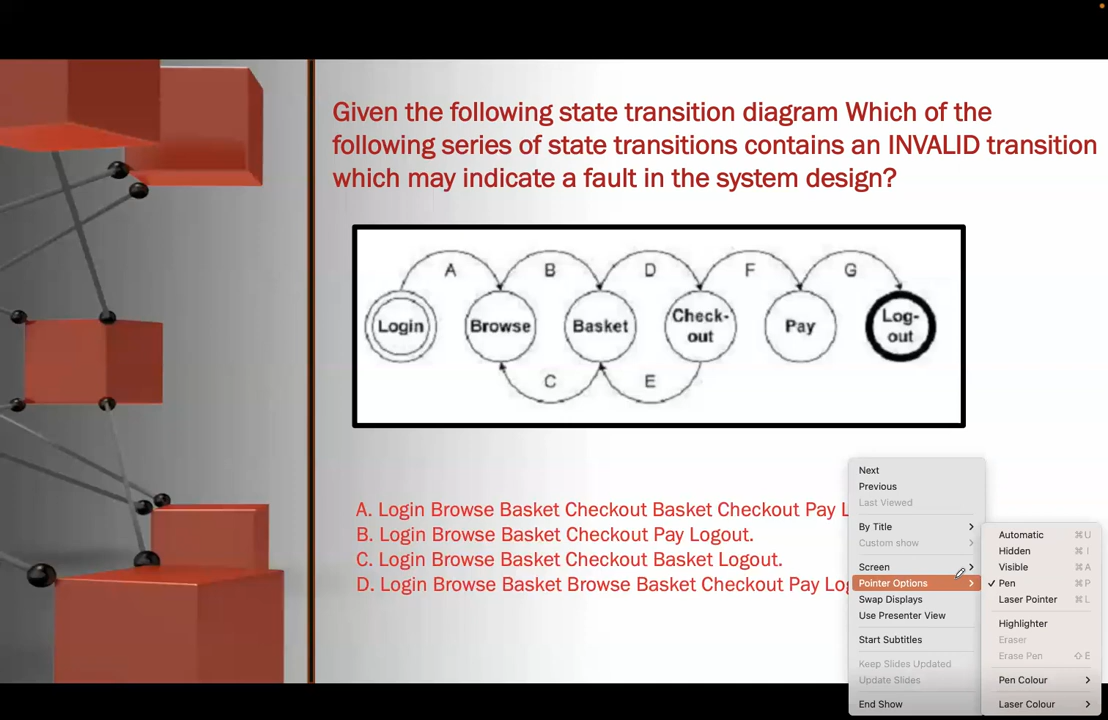 Given the following state transition diagram Which of the
following series of state transitions contains an INVALID transition
which may indicate a fault in the system design?
A B D F G
Login Browse Basket Check-
out Pay Log-
out
C E
A. Login Browse Basket Checkout Basket Checkout Pay L
B. Login Browse Basket Checkout Pay Logout.
C. Login Browse Basket Checkout Basket Logout.
D. Login Browse Basket Browse Basket Checkout Pay Log
Next
Previous
Last Viewed
By Title
Custom show
Screen
Pointer Options
Swap Displays
Use Presenter View
Start Subtitles
Keep Slides Updated
Update Slides
End Show
Automatic ⌘U
Hidden ⌘I
Visible ⌘A
✓ Pen ⌘P
Laser Pointer ⌘L
Highlighter
Eraser
Erase Pen ⇧E
Pen Colour
Laser Colour